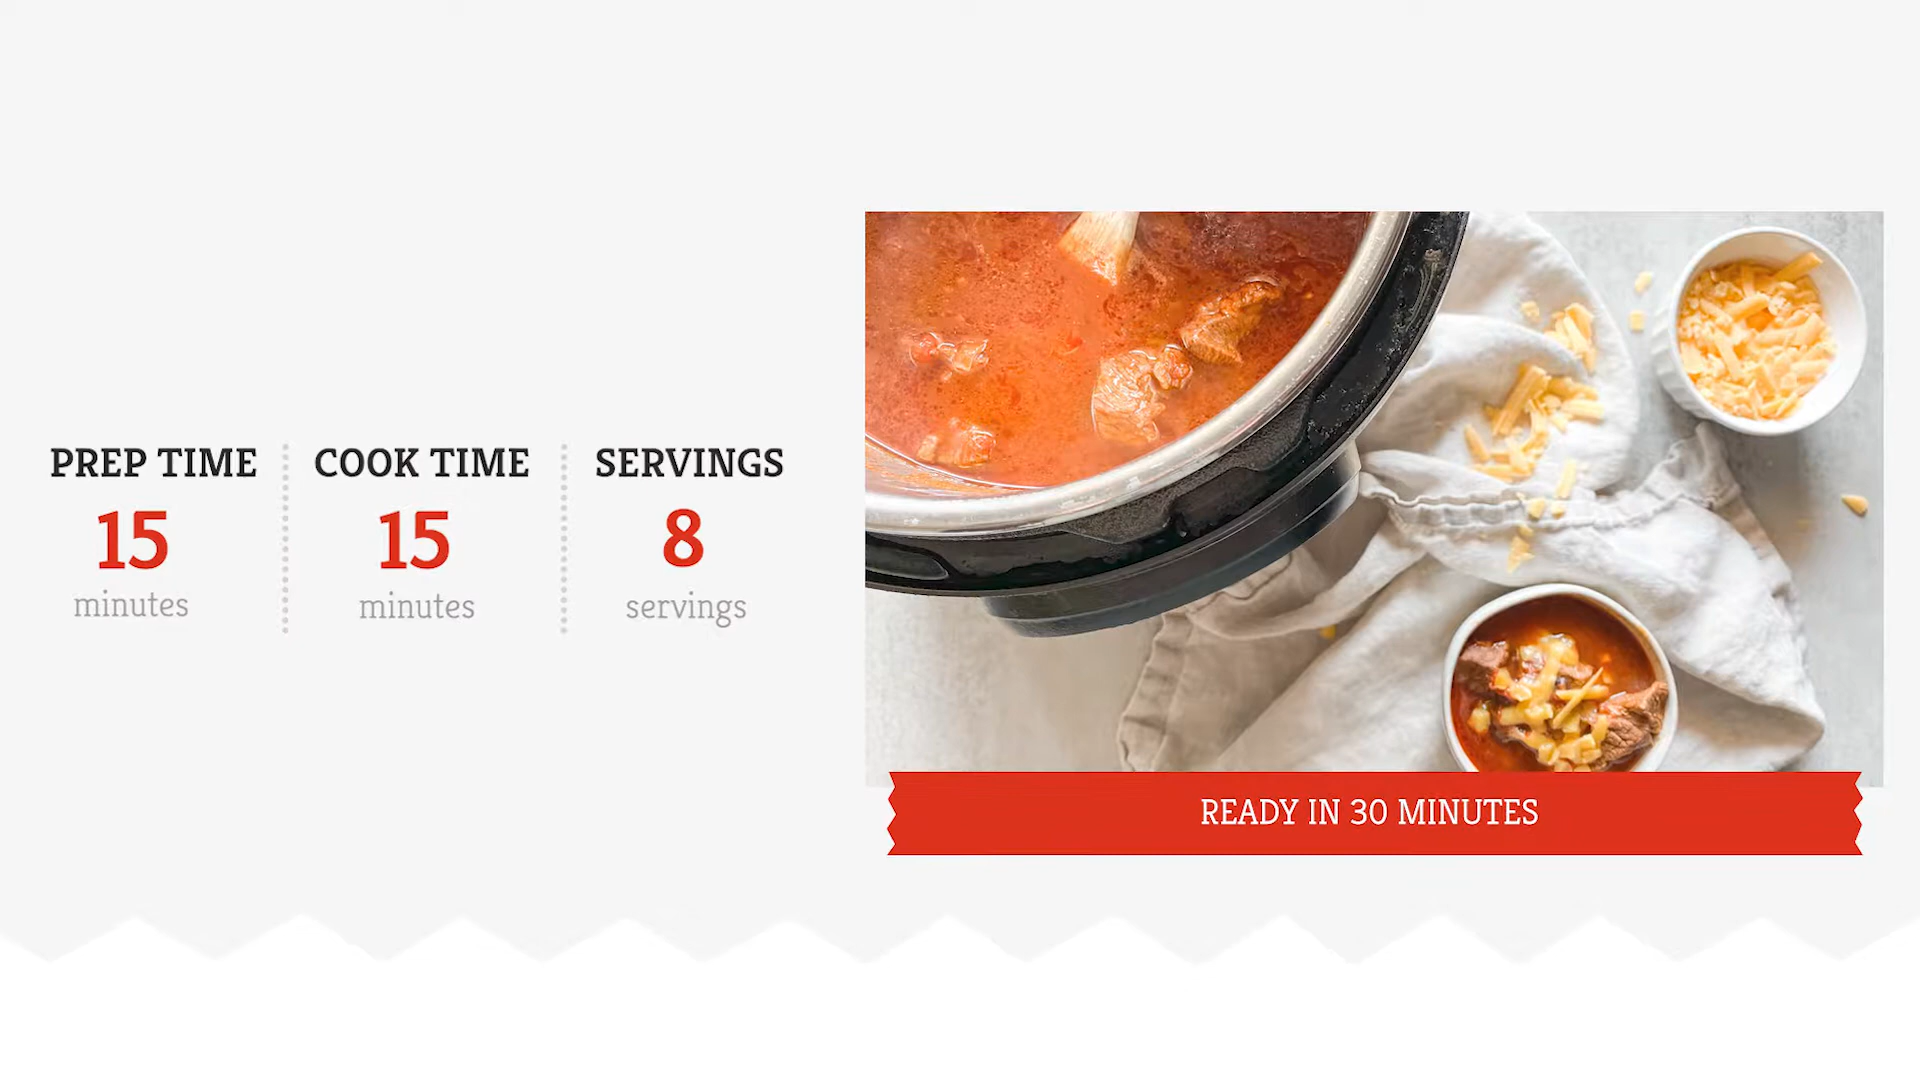 PREP TIME
15
minutes
COOK TIME
15
minutes
SERVINGS
8
servings
READY IN 30 MINUTES